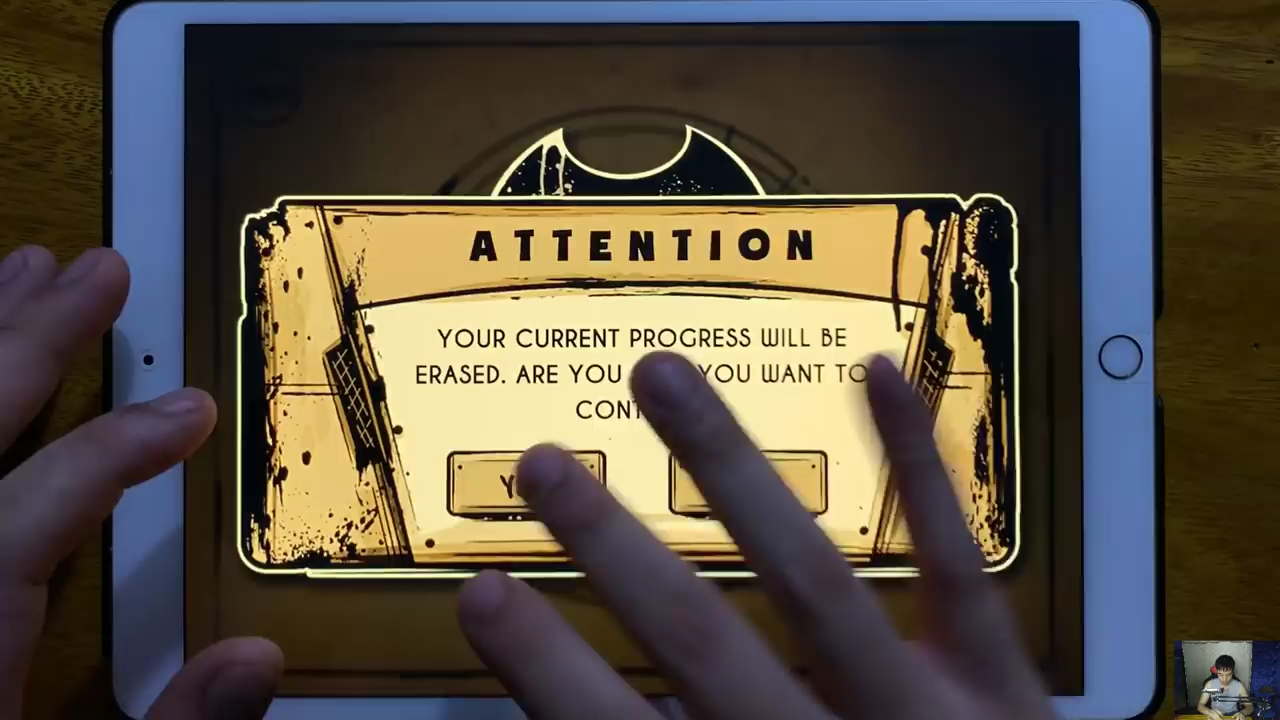 ATTENTION
YOUR CURRENT PROGRESS WILL BE
ERASED. ARE YOU YOU WANT TO